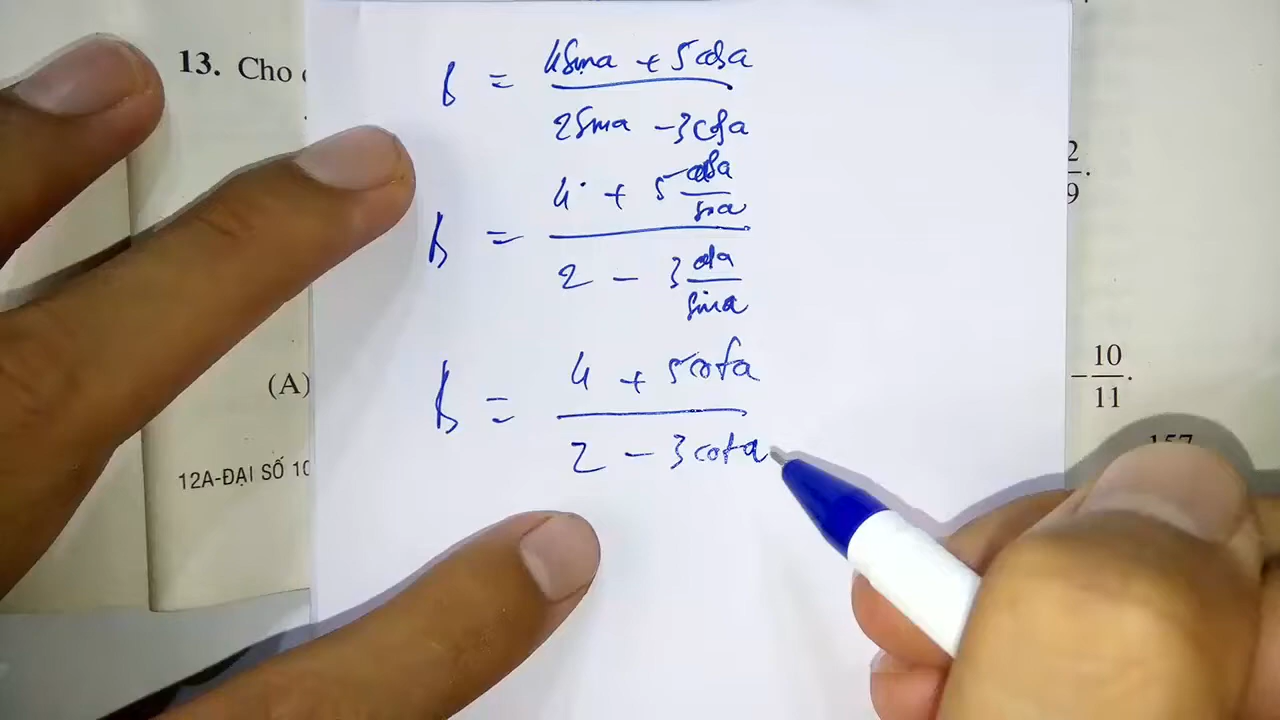 13. Cho
B = (4sina + 5cosa) / (2sina - 3cosa)
B = (4 + 5 cosa/sina) / (2 - 3 cosa/sina)
B = (4 + 5cota) / (2 - 3cota)
2/9.
(A)
-10/11.
12A-ĐẠI SỐ 10
157